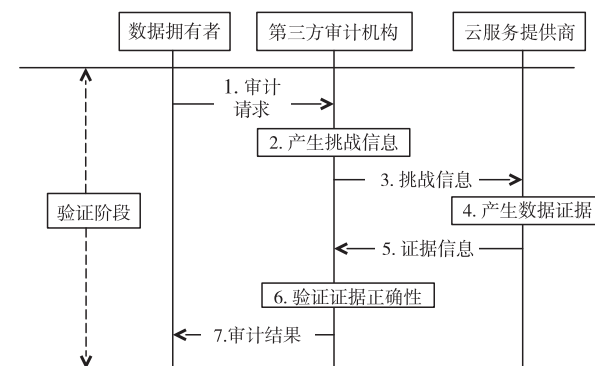 数据拥有者
第三方审计机构
云服务提供商
1. 审计
请求
2. 产生挑战信息
3. 挑战信息
验证阶段
4. 产生数据证据
5. 证据信息
6. 验证证据正确性
7.审计结果